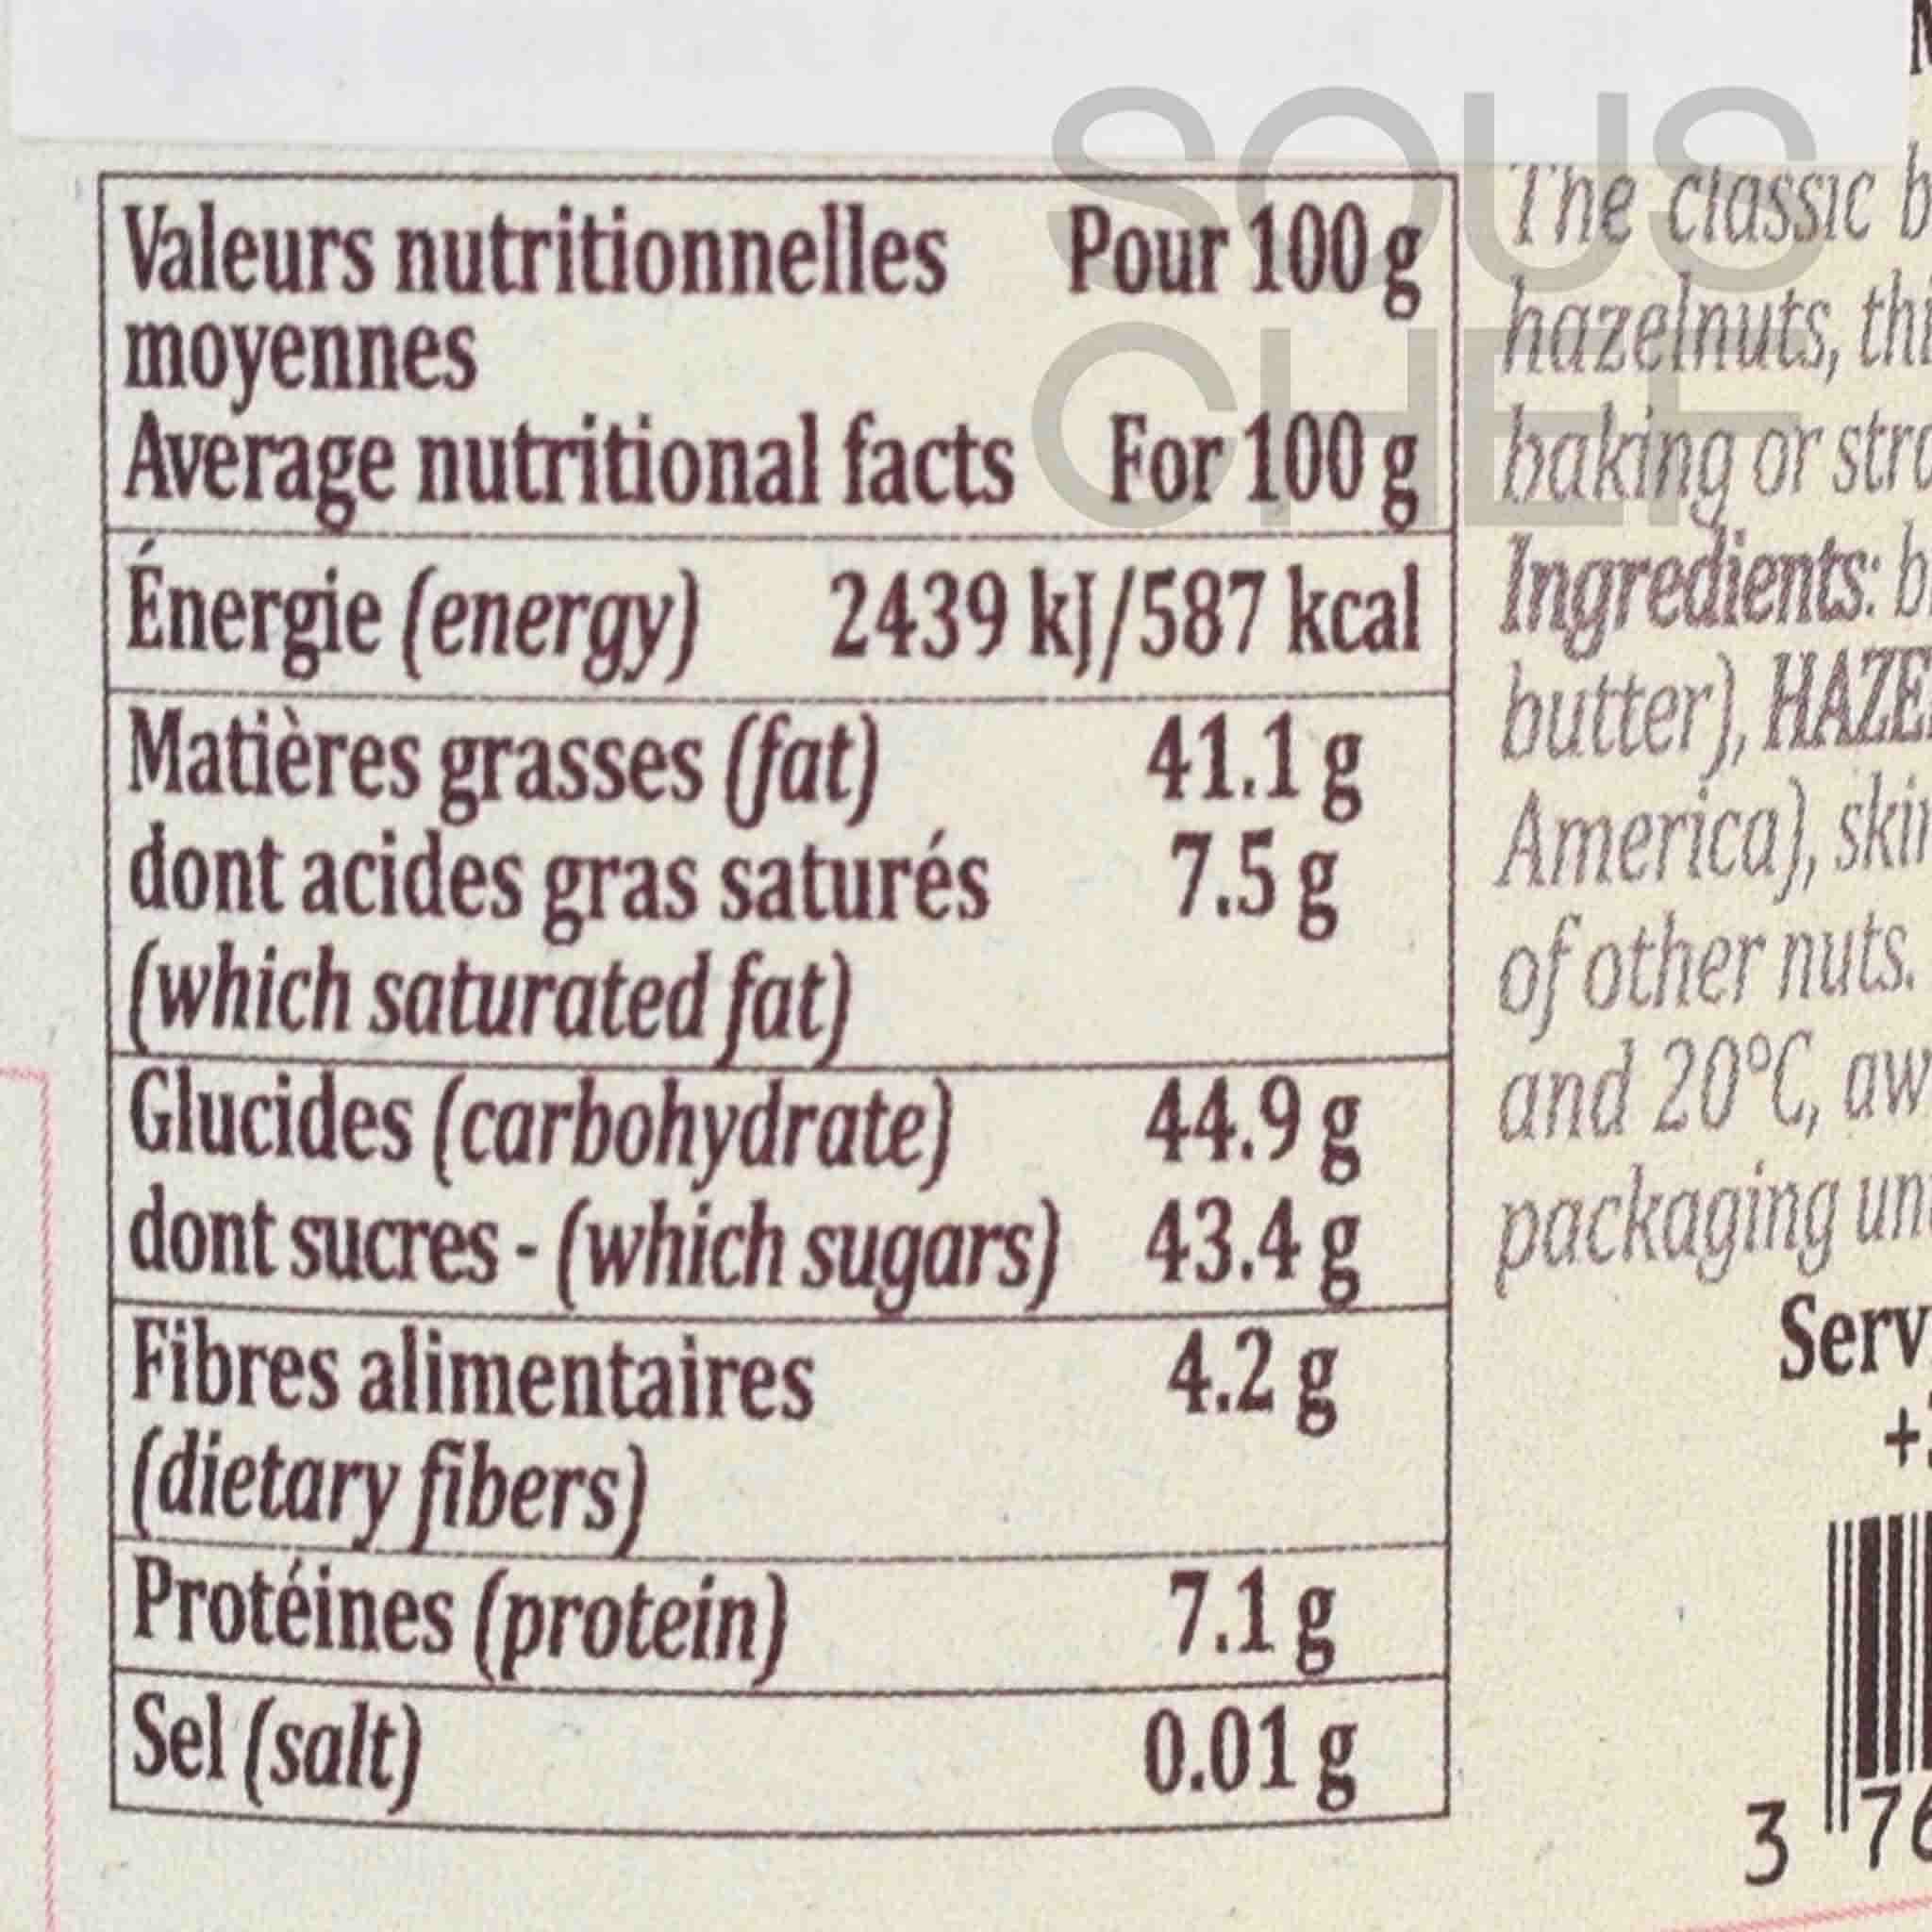 SOUS
CHEF
Valeurs nutritionnelles Pour 100 g
moyennes
Average nutritional facts For 100 g
Énergie (energy) 2439 kJ/587 kcal
Matières grasses (fat) 41.1 g
dont acides gras saturés 7.5 g
(which saturated fat)
Glucides (carbohydrate) 44.9 g
dont sucres - (which sugars) 43.4 g
Fibres alimentaires 4.2 g
(dietary fibers)
Protéines (protein) 7.1 g
Sel (salt) 0.01 g
The classic
hazelnuts,
baking or
Ingredients:
butter),
America),
of other nuts.
and 20°C,
packaging
3 76